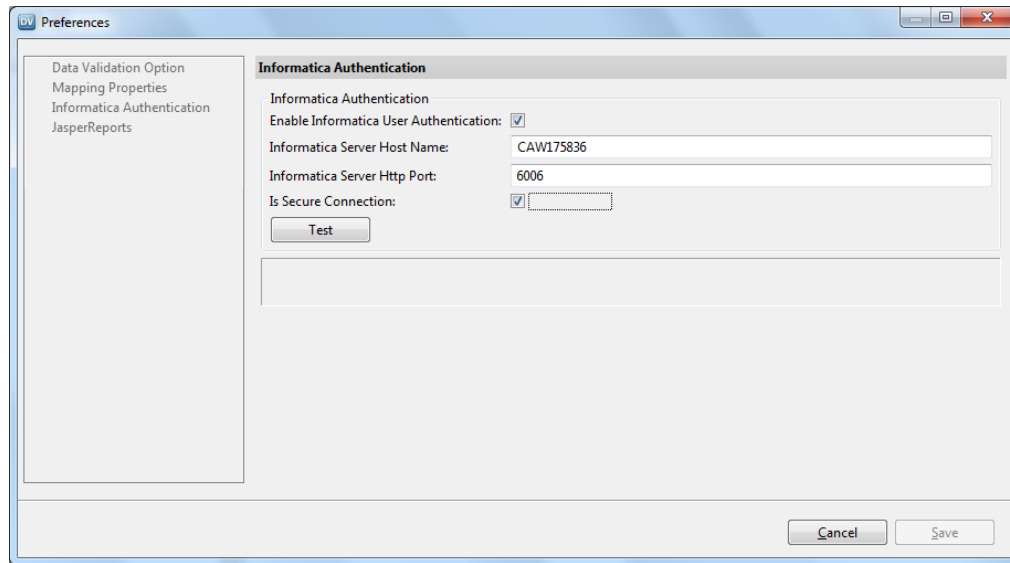 DV Preferences
Data Validation Option
Mapping Properties
Informatica Authentication
JasperReports
Informatica Authentication
Informatica Authentication
Enable Informatica User Authentication:
Informatica Server Host Name: CAW175836
Informatica Server Http Port: 6006
Is Secure Connection:
Test
Cancel Save